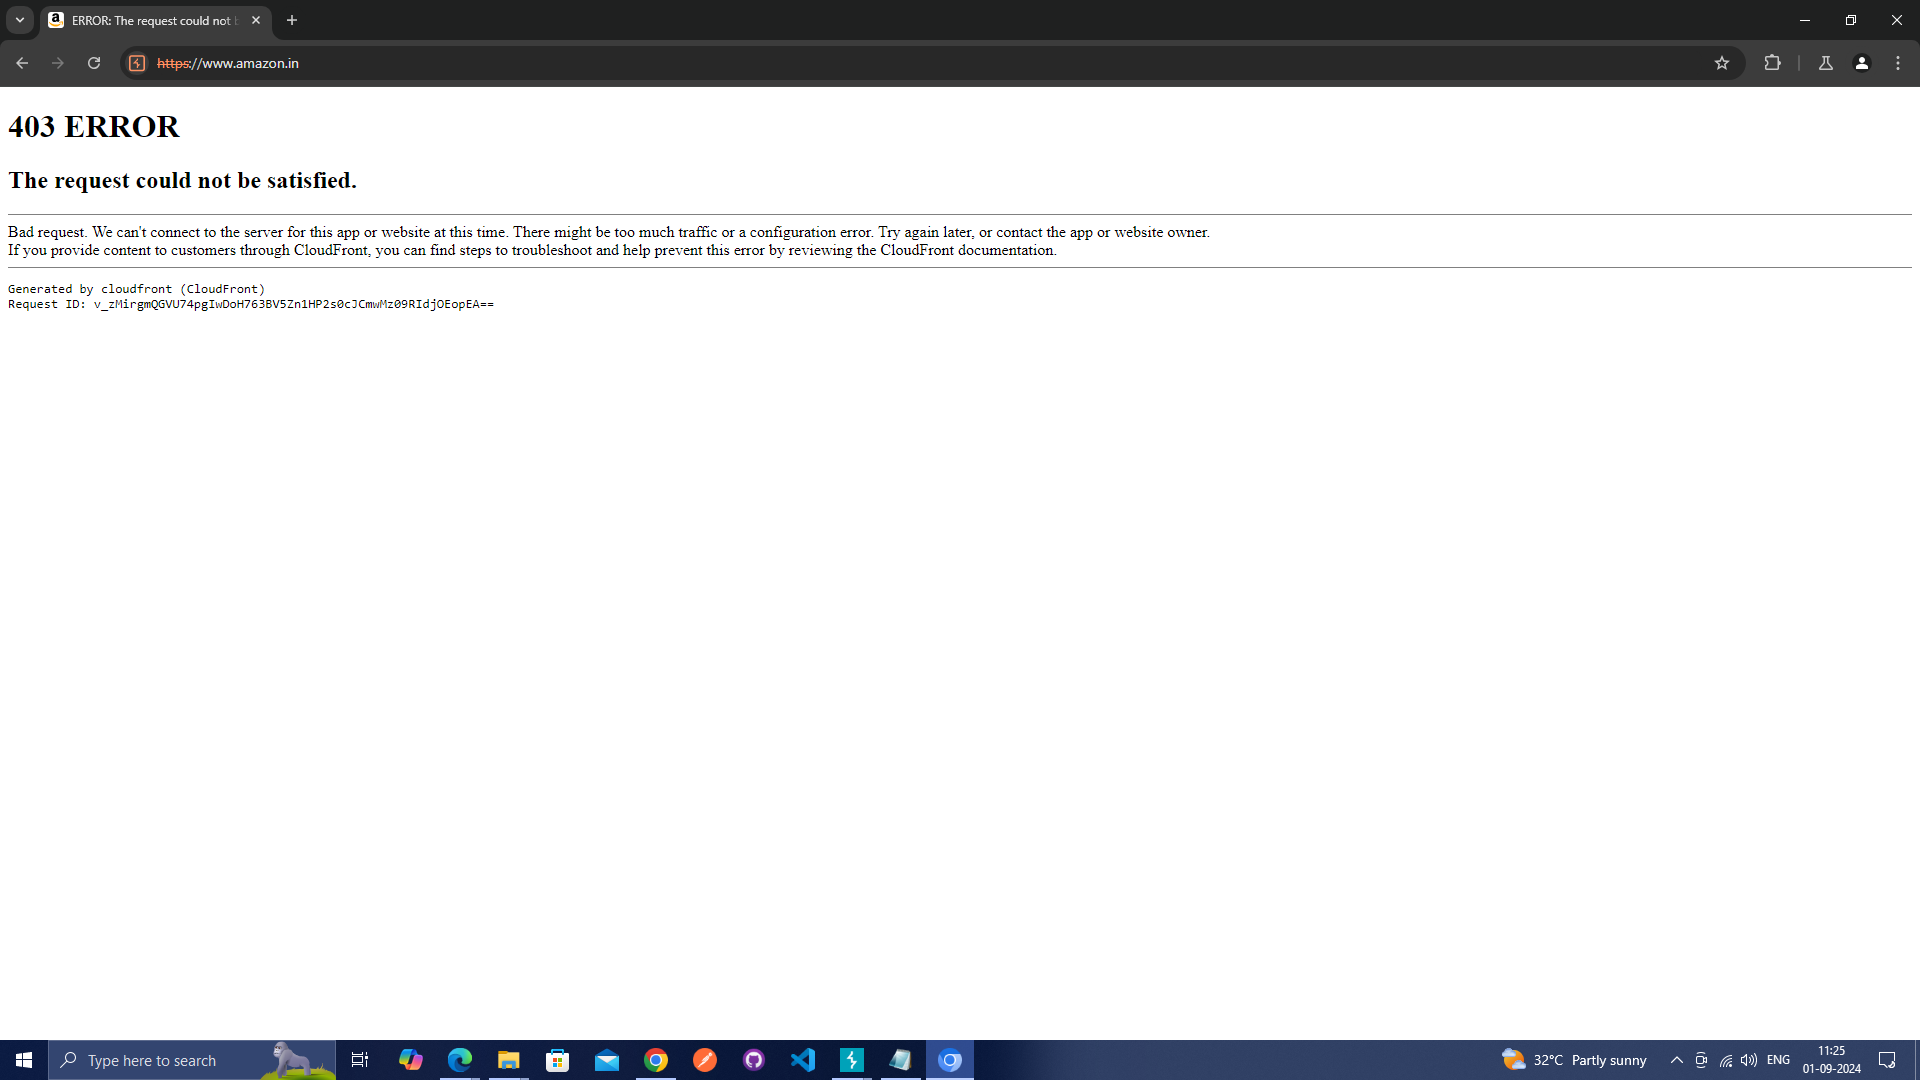 ERROR: The request could not b
https://www.amazon.in
403 ERROR
The request could not be satisfied.
Bad request. We can't connect to the server for this app or website at this time. There might be too much traffic or a configuration error. Try again later, or contact the app or website owner.
If you provide content to customers through CloudFront, you can find steps to troubleshoot and help prevent this error by reviewing the CloudFront documentation.
Generated by cloudfront (CloudFront)
Request ID: v_zMirgmQGVU74pgIwDoH763BV5Zn1HP2s0cJCmwMz09RIdjOEopEA==
Type here to search
32°C Partly sunny
ENG
11:25
01-09-2024